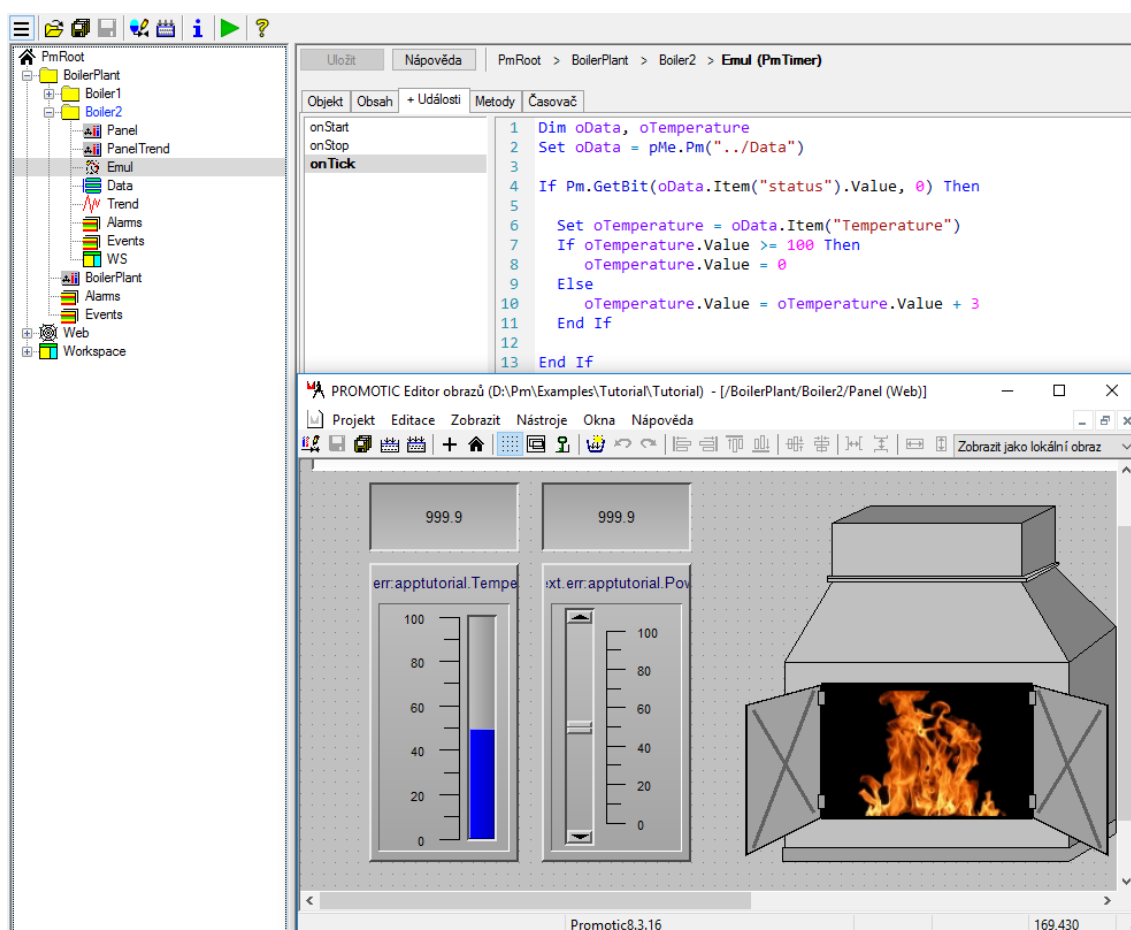 PmRoot
BoilerPlant
Boiler1
Boiler2
Panel
PanelTrend
Emul
Data
Trend
Alarms
Events
WS
BoilerPlant
Alarms
Events
Web
Workspace
Uložit Nápověda PmRoot > BoilerPlant > Boiler2 > Emul (PmTimer)
Objekt Obsah + Události Metody Časovač
onStart
onStop
onTick
1 Dim oData, oTemperature
2 Set oData = pMe.Pm("../Data")
3
4 If Pm.GetBit(oData.Item("status").Value, 0) Then
5
6 Set oTemperature = oData.Item("Temperature")
7 If oTemperature.Value >= 100 Then
8 oTemperature.Value = 0
9 Else
10 oTemperature.Value = oTemperature.Value + 3
11 End If
12
13 End If
PROMOTIC Editor obrazů (D:\Pm\Examples\Tutorial\Tutorial) - [/BoilerPlant/Boiler2/Panel (Web)]
Projekt Editace Zobrazit Nástroje Okna Nápověda
Zobrazit jako lokální obraz
999.9 999.9
err:apptutorial.Tempe xt.err:apptutorial.Pov
100
80
60
40
20
0
100
80
60
40
20
0
Promotic8.3.16 169,430